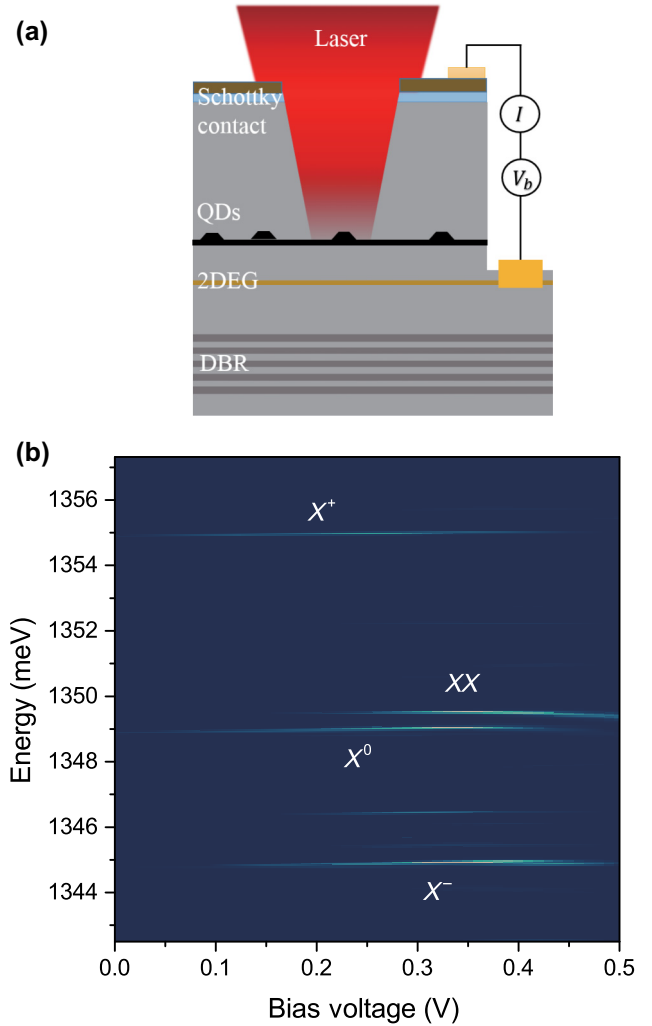 (a)
Laser
Schottky
contact
I
V_b
QDs
2DEG
DBR
(b)
Energy (meV)
1356
1354
1352
1350
1348
1346
1344
X⁺
XX
X⁰
X⁻
0.0 0.1 0.2 0.3 0.4 0.5
Bias voltage (V)